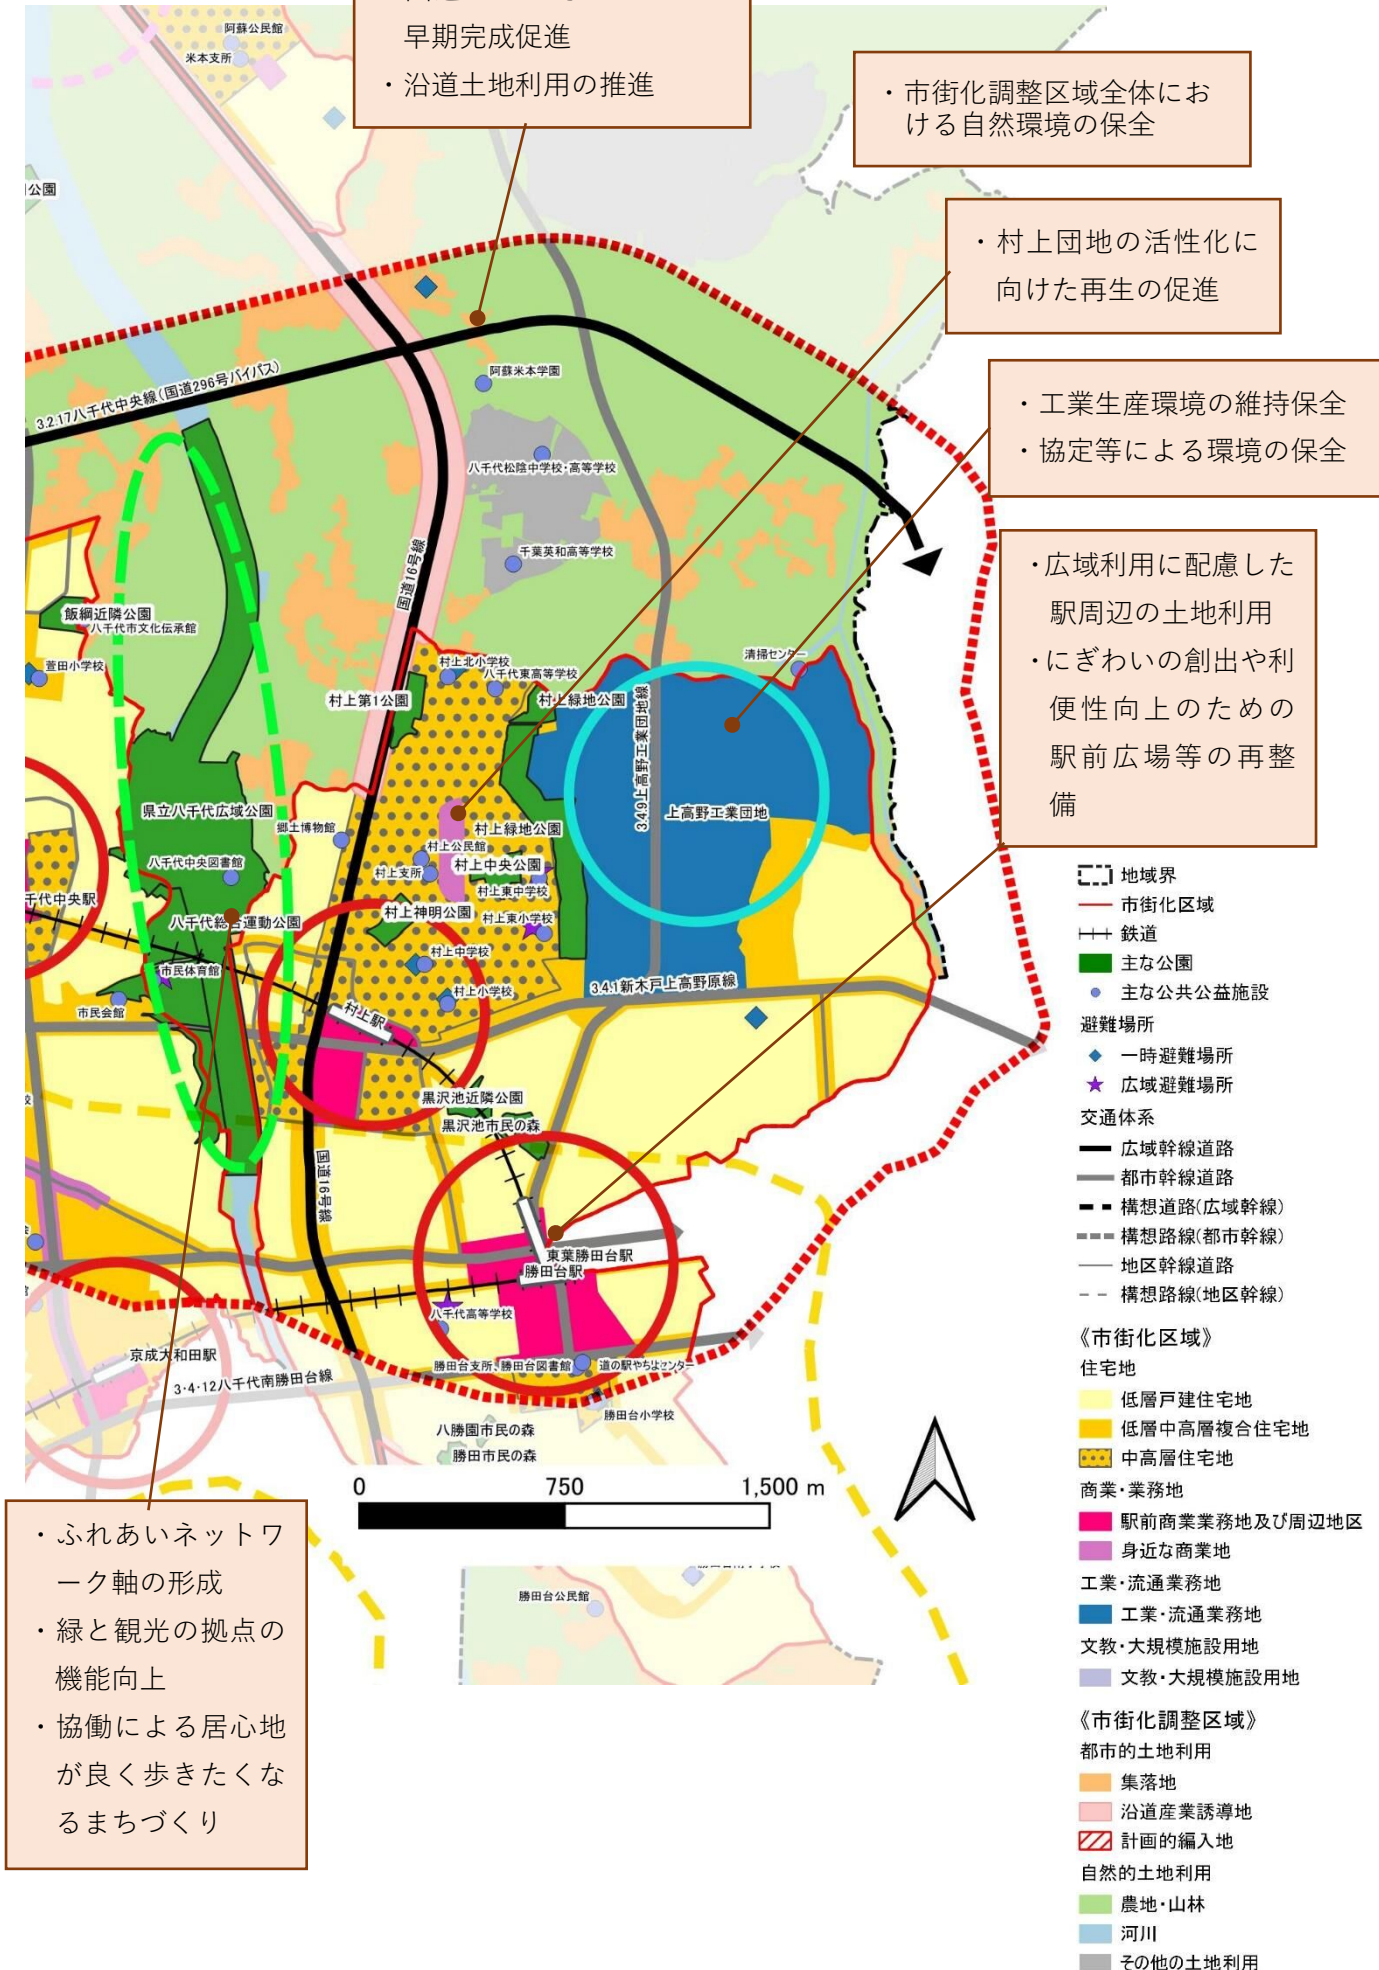 早期完成促進
・沿道土地利用の推進
・市街化調整区域全体にお
ける自然環境の保全
・村上団地の活性化に
向けた再生の促進
・工業生産環境の維持保全
・協定等による環境の保全
・広域利用に配慮した
駅周辺の土地利用
・にぎわいの創出や利
便性向上のための
駅前広場等の再整
備
・ふれあいネットワ
ーク軸の形成
・緑と観光の拠点の
機能向上
・協働による居心地
が良く歩きたくな
るまちづくり
阿蘇公民館
米本支所
公園
3.2.17八千代中央線(国道296号バイパス)
阿蘇米本学園
八千代松陰中学校・高等学校
千葉英和高等学校
国道16号線
飯綱近隣公園
八千代市文化伝承館
萱田小学校
村上北小学校
八千代東高等学校
村上第1公園
村上緑地公園
清掃センター
3.4.9上高野工業団地線
上高野工業団地
県立八千代広域公園
郷土博物館
村上緑地公園
村上公民館
八千代中央図書館
村上支所
村上中央公園
村上東中学校
千代中央駅
村上神明公園
村上東小学校
八千代総合運動公園
村上中学校
市民体育館
市民会館
村上小学校
3.4.1新木戸上高野原線
村上駅
黒沢池近隣公園
黒沢池市民の森
国道16号線
東葉勝田台駅
勝田台駅
八千代高等学校
京成大和田駅
勝田台支所、勝田台図書館
道の駅やちよセンター
3・4・12八千代南勝田台線
勝田台小学校
八勝園市民の森
勝田市民の森
0 750 1,500 m
勝田台公民館
地域界
市街化区域
鉄道
主な公園
主な公共公益施設
避難場所
一時避難場所
広域避難場所
交通体系
広域幹線道路
都市幹線道路
構想道路(広域幹線)
構想路線(都市幹線)
地区幹線道路
構想路線(地区幹線)
《市街化区域》
住宅地
低層戸建住宅地
低層中高層複合住宅地
中高層住宅地
商業・業務地
駅前商業業務地及び周辺地区
身近な商業地
工業・流通業務地
工業・流通業務地
文教・大規模施設用地
文教・大規模施設用地
《市街化調整区域》
都市的土地利用
集落地
沿道産業誘導地
計画的編入地
自然的土地利用
農地・山林
河川
その他の土地利用